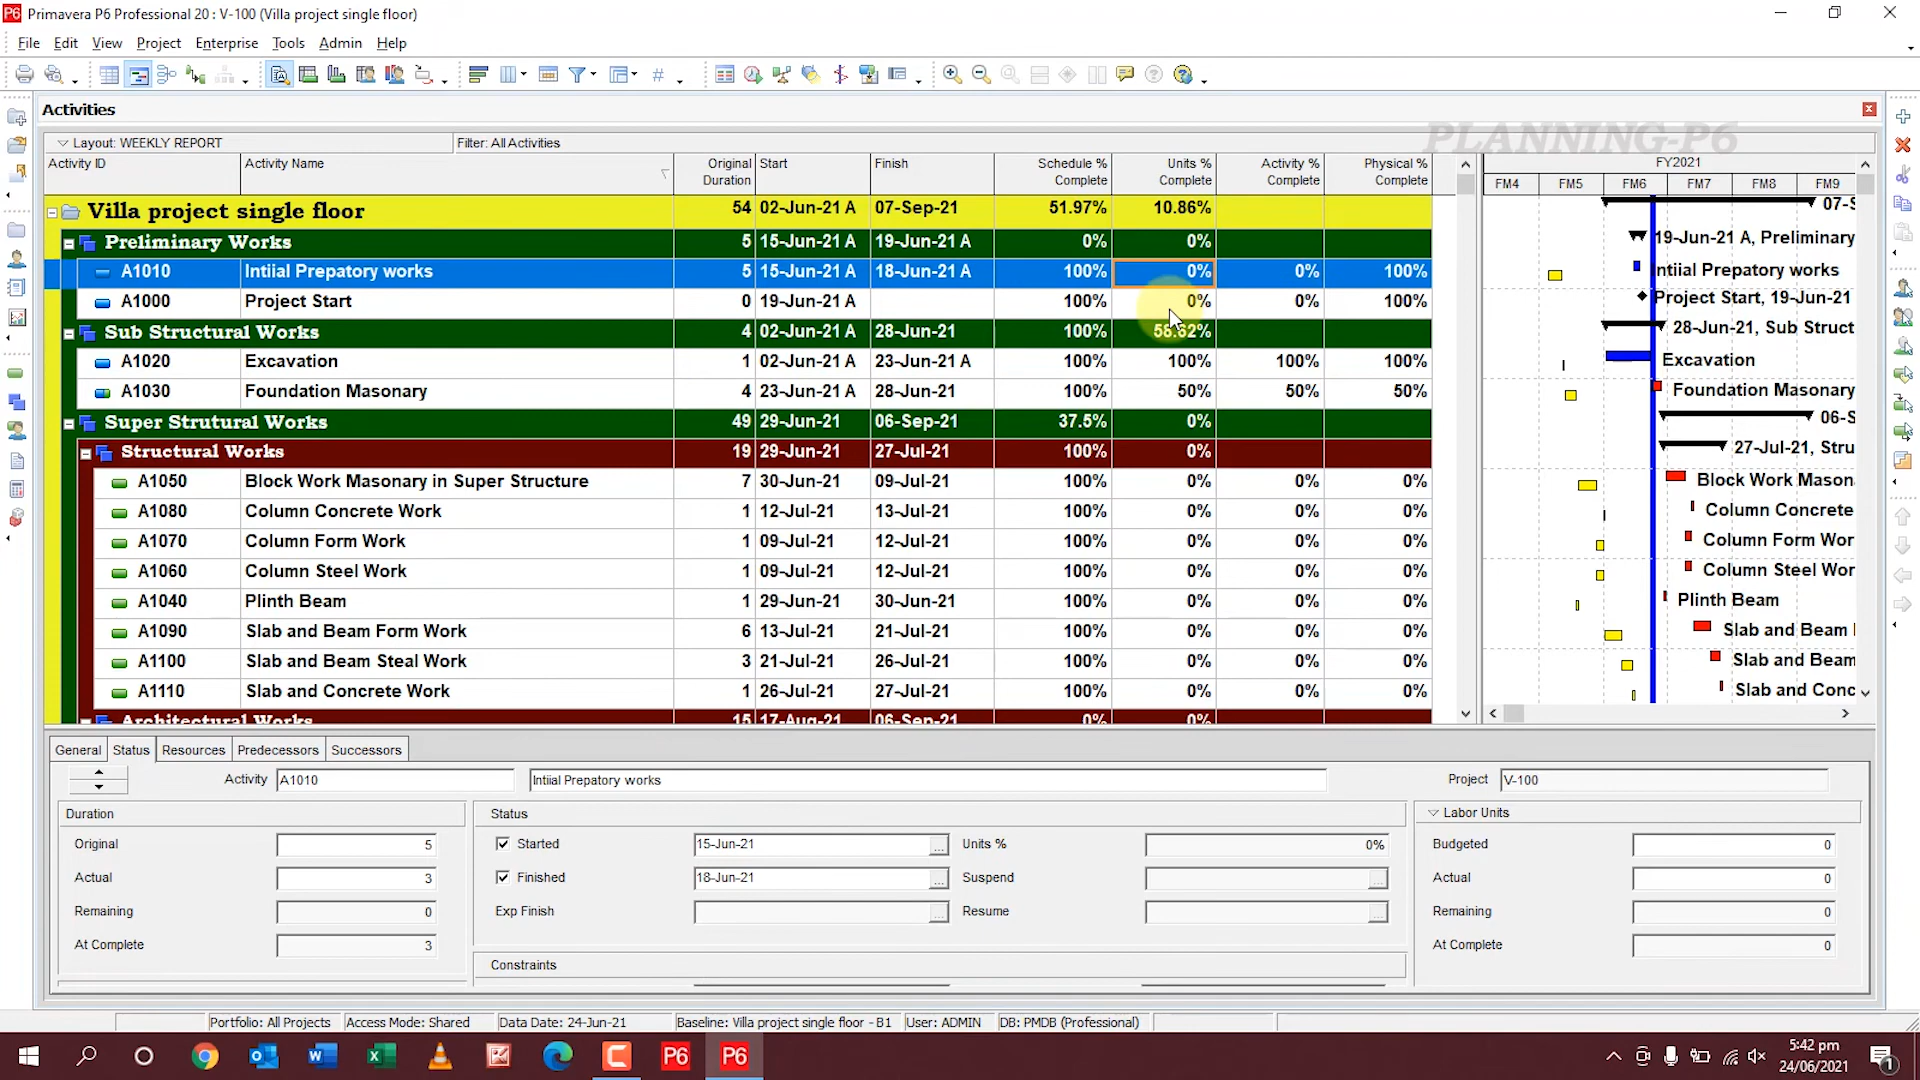 Primavera P6 Professional 20 : V-100 (Villa project single floor)
File Edit View Project Enterprise Tools Admin Help
Activities
PLANNING-P6
Layout: WEEKLY REPORT Filter: All Activities
Activity ID Activity Name Original Duration Start Finish Schedule % Complete Units % Complete Activity % Complete Physical % Complete
FY2021
FM4 FM5 FM6 FM7 FM8 FM9
Villa project single floor 54 02-Jun-21 A 07-Sep-21 51.97% 10.86% 07-S
Preliminary Works 5 15-Jun-21 A 19-Jun-21 A 0% 0% 19-Jun-21 A, Preliminary
A1010 Intiial Prepatory works 5 15-Jun-21 A 18-Jun-21 A 100% 0% 0% 100% Intiial Prepatory works
A1000 Project Start 0 19-Jun-21 A 100% 0% 0% 100% Project Start, 19-Jun-21
Sub Structural Works 4 02-Jun-21 A 28-Jun-21 100% 58.62% 28-Jun-21, Sub Struct
A1020 Excavation 1 02-Jun-21 A 23-Jun-21 A 100% 100% 100% 100% Excavation
A1030 Foundation Masonary 4 23-Jun-21 A 28-Jun-21 100% 50% 50% 50% Foundation Masonary
Super Strutural Works 49 29-Jun-21 06-Sep-21 37.5% 0% 06-S
Structural Works 19 29-Jun-21 27-Jul-21 100% 0% 27-Jul-21, Stru
A1050 Block Work Masonary in Super Structure 7 30-Jun-21 09-Jul-21 100% 0% 0% 0% Block Work Mason
A1080 Column Concrete Work 1 12-Jul-21 13-Jul-21 100% 0% 0% 0% Column Concrete
A1070 Column Form Work 1 09-Jul-21 12-Jul-21 100% 0% 0% 0% Column Form Wor
A1060 Column Steel Work 1 09-Jul-21 12-Jul-21 100% 0% 0% 0% Column Steel Wor
A1040 Plinth Beam 1 29-Jun-21 30-Jun-21 100% 0% 0% 0% Plinth Beam
A1090 Slab and Beam Form Work 6 13-Jul-21 21-Jul-21 100% 0% 0% 0% Slab and Beam
A1100 Slab and Beam Steal Work 3 21-Jul-21 26-Jul-21 100% 0% 0% 0% Slab and Beam
A1110 Slab and Concrete Work 1 26-Jul-21 27-Jul-21 100% 0% 0% 0% Slab and Conc
Architectural Works 15 17-Aug-21 06-Sep-21 0% 0%
General Status Resources Predecessors Successors
Activity A1010 Intiial Prepatory works Project V-100
Duration Status Labor Units
Original 5 Started 15-Jun-21 Units % 0% Budgeted 0
Actual 3 Finished 18-Jun-21 Suspend Actual 0
Remaining 0 Exp Finish Resume Remaining 0
At Complete 3 At Complete 0
Constraints
Portfolio: All Projects Access Mode: Shared Data Date: 24-Jun-21 Baseline: Villa project single floor - B1 User: ADMIN DB: PMDB (Professional)
5:42 pm
24/06/2021